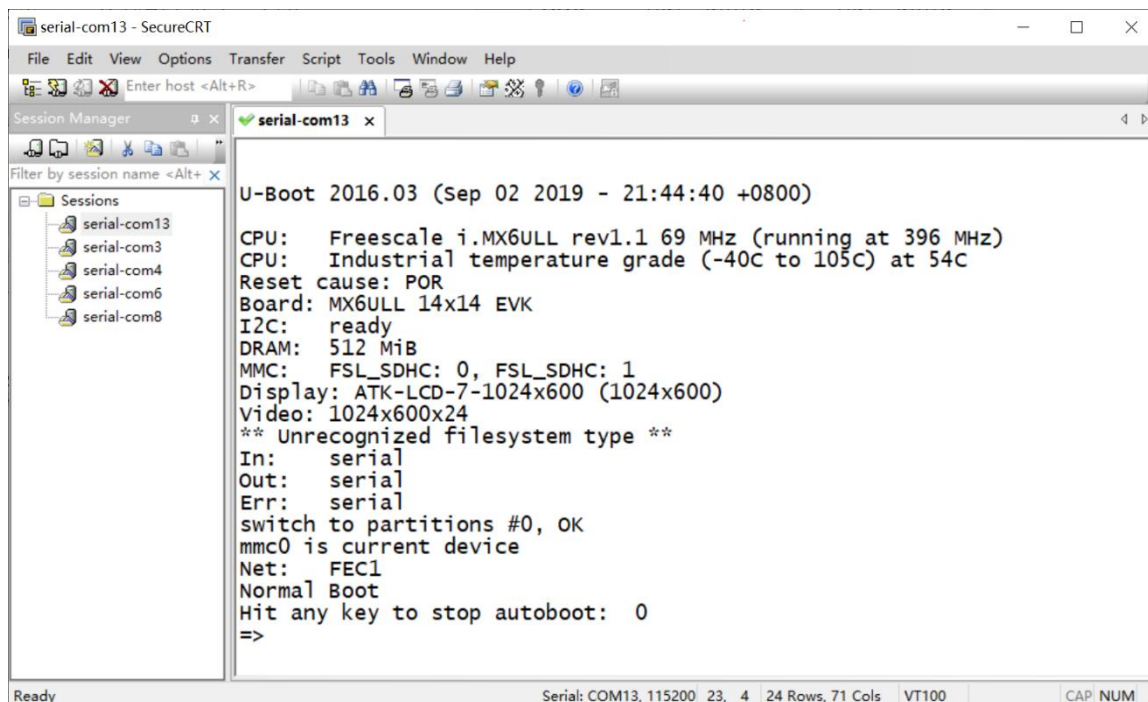 serial-com13 - SecureCRT
File Edit View Options Transfer Script Tools Window Help
Enter host <Alt+R>
Session Manager
serial-com13
Filter by session name <Alt+
Sessions
serial-com13
serial-com3
serial-com4
serial-com6
serial-com8
U-Boot 2016.03 (Sep 02 2019 - 21:44:40 +0800)
CPU: Freescale i.MX6ULL rev1.1 69 MHz (running at 396 MHz)
CPU: Industrial temperature grade (-40C to 105C) at 54C
Reset cause: POR
Board: MX6ULL 14x14 EVK
I2C: ready
DRAM: 512 MiB
MMC: FSL_SDHC: 0, FSL_SDHC: 1
Display: ATK-LCD-7-1024x600 (1024x600)
Video: 1024x600x24
** Unrecognized filesystem type **
In: serial
Out: serial
Err: serial
switch to partitions #0, OK
mmc0 is current device
Net: FEC1
Normal Boot
Hit any key to stop autoboot: 0
=>
Ready Serial: COM13, 115200 23, 4 24 Rows, 71 Cols VT100 CAP NUM